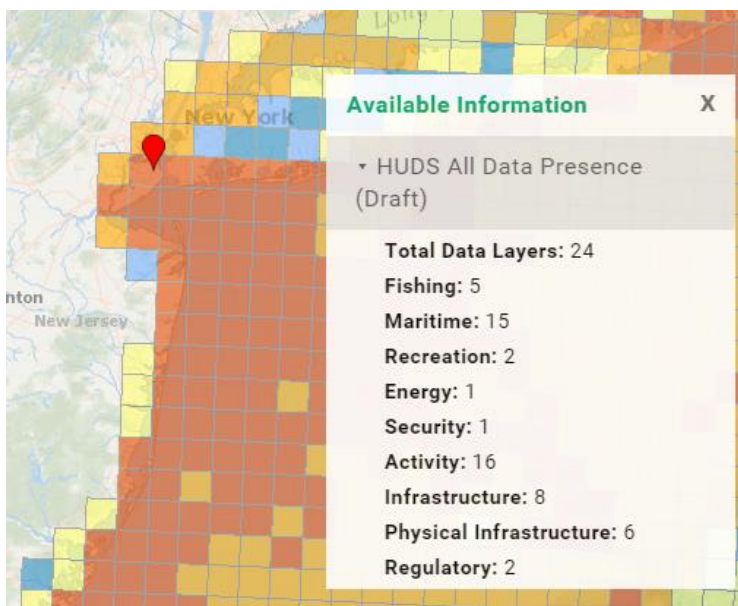 Long
New York
nton
New Jersey
Available Information X
HUDS All Data Presence
(Draft)
Total Data Layers: 24
Fishing: 5
Maritime: 15
Recreation: 2
Energy: 1
Security: 1
Activity: 16
Infrastructure: 8
Physical Infrastructure: 6
Regulatory: 2